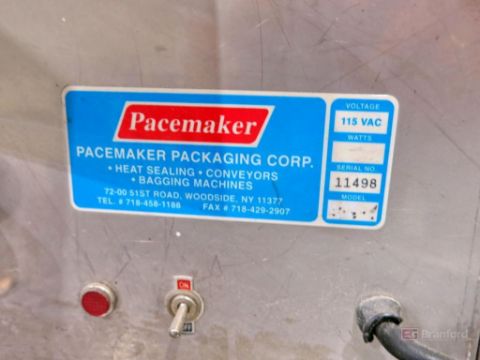 Pacemaker
PACEMAKER PACKAGING CORP.
• HEAT SEALING • CONVEYORS
• BAGGING MACHINES
72-00 51ST ROAD, WOODSIDE, NY 11377
TEL. # 718-458-1188 FAX # 718-429-2907
VOLTAGE
115 VAC
WATTS
SERIAL NO.
11498
MODEL
ON
EG Branford